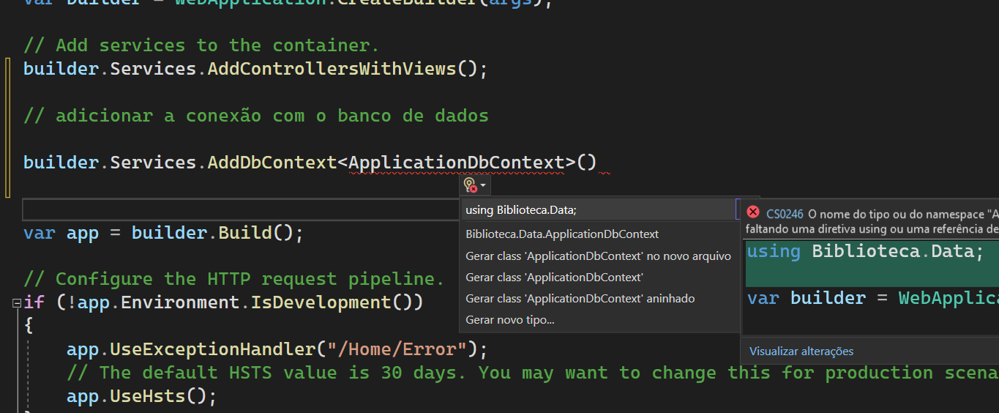 var builder = WebApplication.CreateBuilder(args);
// Add services to the container.
builder.Services.AddControllersWithViews();
// adicionar a conexão com o banco de dados
builder.Services.AddDbContext<ApplicationDbContext>()
using Biblioteca.Data;
Biblioteca.Data.ApplicationDbContext
Gerar class 'ApplicationDbContext' no novo arquivo
Gerar class 'ApplicationDbContext'
Gerar class 'ApplicationDbContext' aninhado
Gerar novo tipo...
CS0246 O nome do tipo ou do namespace "A
faltando uma diretiva using ou uma referência de
using Biblioteca.Data;
var builder = WebApplica
Visualizar alterações
var app = builder.Build();
// Configure the HTTP request pipeline.
if (!app.Environment.IsDevelopment())
{
app.UseExceptionHandler("/Home/Error");
// The default HSTS value is 30 days. You may want to change this for production scena
app.UseHsts();